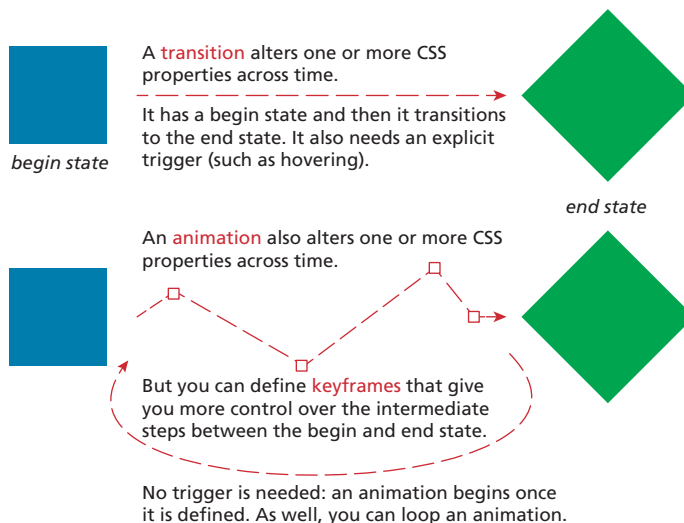 A transition alters one or more CSS
properties across time.
It has a begin state and then it transitions
to the end state. It also needs an explicit
trigger (such as hovering).
begin state
end state
An animation also alters one or more CSS
properties across time.
But you can define keyframes that give
you more control over the intermediate
steps between the begin and end state.
No trigger is needed: an animation begins once
it is defined. As well, you can loop an animation.